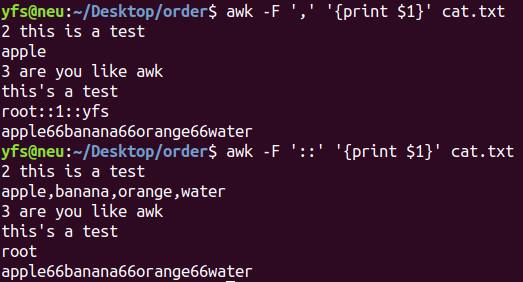 yfs@neu:~/Desktop/order$ awk -F ',' '{print $1}' cat.txt
2 this is a test
apple
3 are you like awk
this's a test
root::1::yfs
apple66banana66orange66water
yfs@neu:~/Desktop/order$ awk -F '::' '{print $1}' cat.txt
2 this is a test
apple,banana,orange,water
3 are you like awk
this's a test
root
apple66banana66orange66water